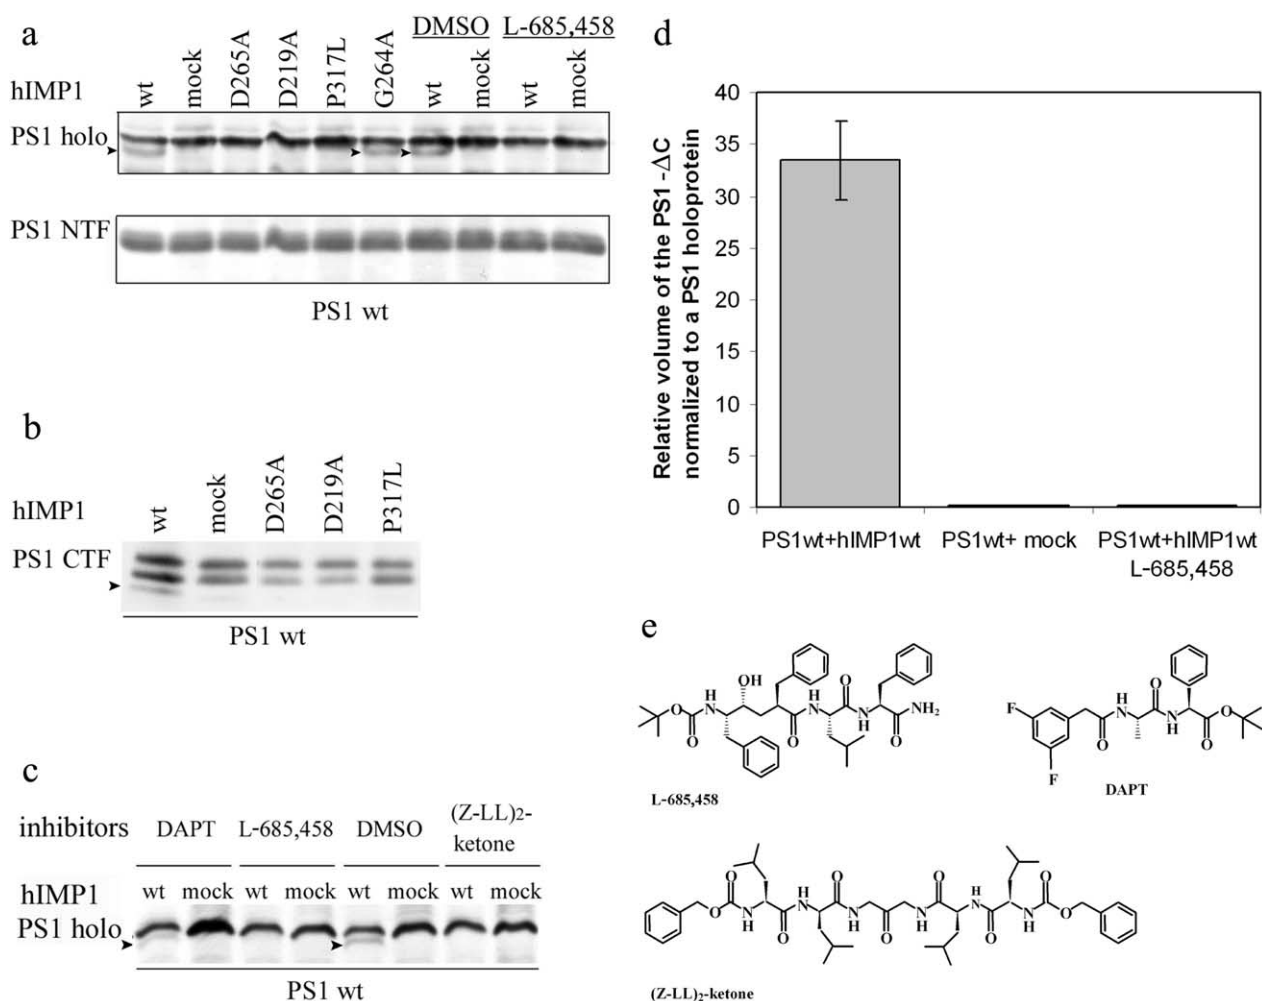 a
DMSO L-685,458
hIMP1 wt mock D265A D219A P317L G264A wt mock wt mock
PS1 holo
PS1 NTF
PS1 wt
b
hIMP1 wt mock D265A D219A P317L
PS1 CTF
PS1 wt
c
inhibitors DAPT L-685,458 DMSO (Z-LL)2-
ketone
hIMP1 wt mock wt mock wt mock wt mock
PS1 holo
PS1 wt
d
Relative volume of the PS1 -ΔC
normalized to a PS1 holoprotein
40
35
30
25
20
15
10
5
0
PS1wt+hIMP1wt PS1wt+ mock PS1wt+hIMP1wt
L-685,458
e
OH
H
N
O
O
O
H
N
O
N
H
O
NH₂
L-685,458
F
F
O
H
N
O
N
H
O
O
DAPT
O
O
N
H
O
H
N
O
H
N
O
N
H
O
H
N
O
N
H
O
O
(Z-LL)₂-ketone